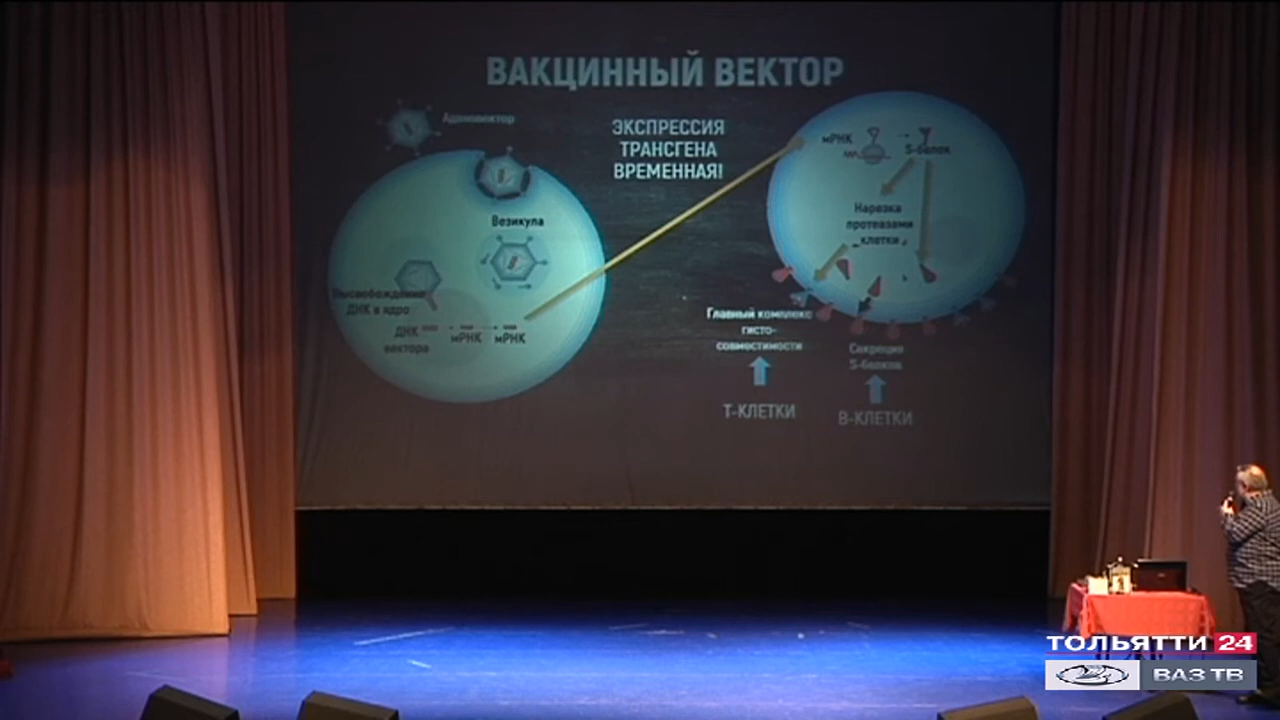 ВАКЦИННЫЙ ВЕКТОР
Аденовектор
ЭКСПРЕССИЯ
ТРАНСГЕНА
ВРЕМЕННАЯ!
мРНК
S-белок
Везикула
Нарезка
протеазами
клетки
Высвобождение
ДНК в ядро
ДНК
вектора
мРНК
мРНК
Главный комплекс
гисто-
совместимости
Секреция
S-белков
Т-КЛЕТКИ
В-КЛЕТКИ
ТОЛЬЯТТИ 24
ВАЗ ТВ